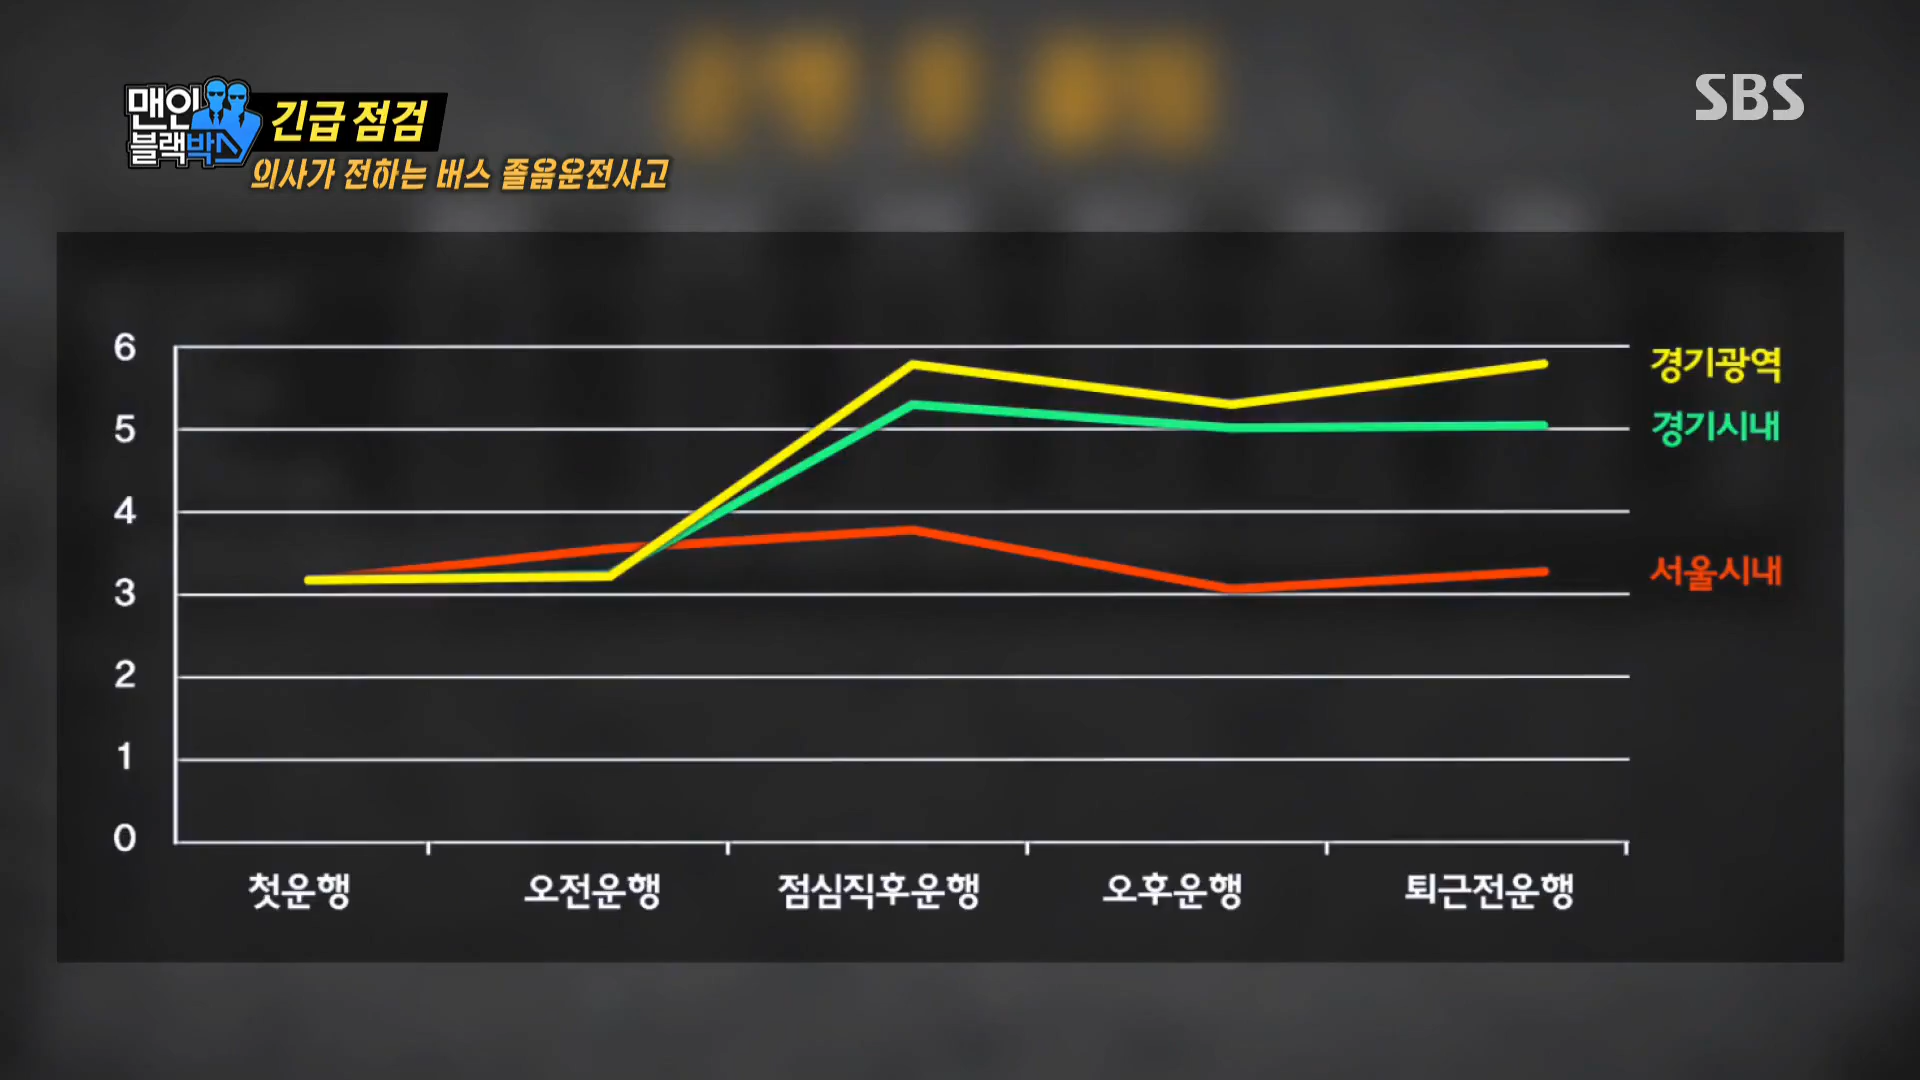 맨인
블랙박스
긴급 점검
의사가 전하는 버스 졸음운전사고
SBS
6
5
4
3
2
1
0
경기광역
경기시내
서울시내
첫운행 오전운행 점심직후운행 오후운행 퇴근전운행